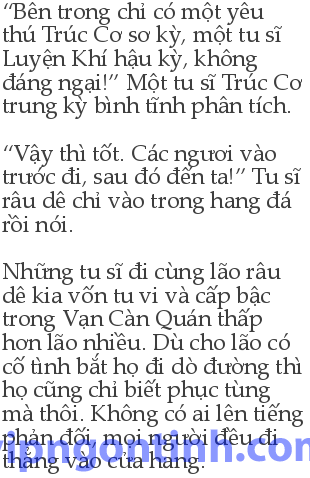 “Bên trong chỉ có một yêu
thú Trúc Cơ sơ kỳ, một tu sĩ
Luyện Khí hậu kỳ, không
đáng ngại!” Một tu sĩ Trúc Cơ
trung kỳ bình tĩnh phân tích.
“Vậy thì tốt. Các ngươi vào
trước đi, sau đó đến ta!” Tu sĩ
râu dê chỉ vào trong hang đá
rồi nói.
Những tu sĩ đi cùng lão râu
dê kia vốn tu vi và cấp bậc
trong Vạn Càn Quán thấp
hơn lão nhiều. Dù cho lão có
cố tình bắt họ đi dò đường thì
họ cũng chỉ biết phục tùng
mà thôi. Không có ai lên tiếng
phản đối, mọi người đều đi
thẳng vào cửa hang.
vipngontinh.com